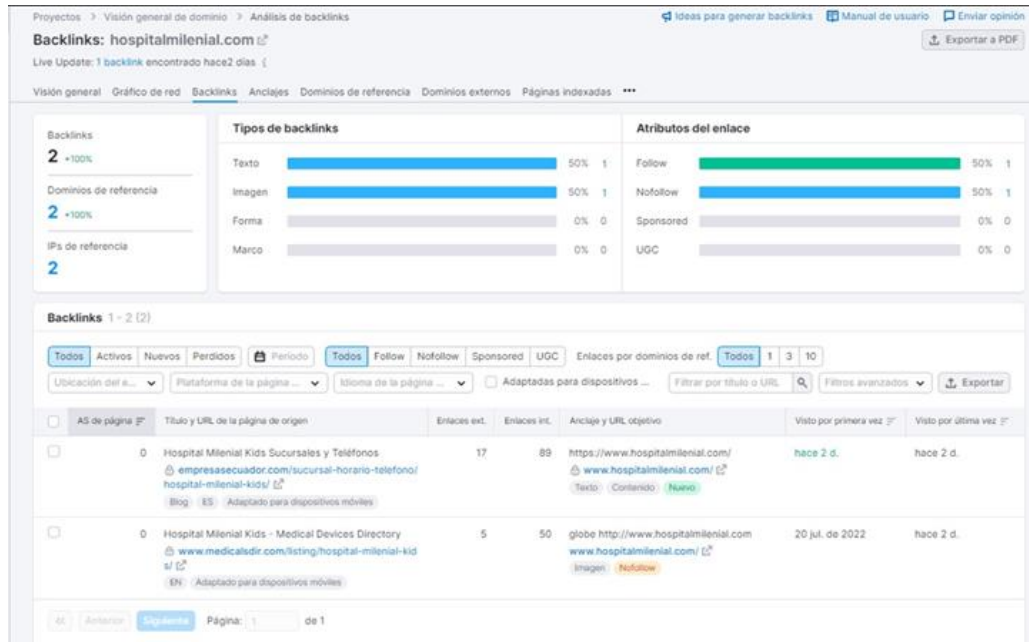 Proyectos > Visión general de dominio > Análisis de backlinks
Ideas para generar backlinks Manual de usuario Enviar opinión
Backlinks: hospitalmilenial.com
Exportar a PDF
Live Update: 1 backlink encontrado hace2 días
Visión general Gráfico de red Backlinks Anclajes Dominios de referencia Dominios externos Páginas indexadas •••
Backlinks
2 +100%
Dominios de referencia
2 +100%
IPs de referencia
2
Tipos de backlinks
Texto 50% 1
Imagen 50% 1
Forma 0% 0
Marco 0% 0
Atributos del enlace
Follow 50% 1
Nofollow 50% 1
Sponsored 0% 0
UGC 0% 0
Backlinks 1 - 2 (2)
Todos Activos Nuevos Perdidos Período Todos Follow Nofollow Sponsored UGC Enlaces por dominios de ref. Todos 1 3 10
Ubicación del e... Plataforma de la página ... Idioma de la página ... Adaptadas para dispositivos ... Filtrar por título o URL Filtros avanzados Exportar
AS de página Título y URL de la página de origen Enlaces ext. Enlaces int. Anclaje y URL objetivo Visto por primera vez Visto por última vez
0 Hospital Milenial Kids Sucursales y Teléfonos 17 89 https://www.hospitalmilenial.com/ hace 2 d. hace 2 d.
empresasecuador.com/sucursal-horario-telefono/ www.hospitalmilenial.com/
hospital-milenial-kids/ Texto Contenido Nuevo
Blog ES Adaptado para dispositivos móviles
0 Hospital Milenial Kids - Medical Devices Directory 5 50 globe http://www.hospitalmilenial.com 20 jul. de 2022 hace 2 d.
www.medicalsdir.com/listing/hospital-milenial-kid www.hospitalmilenial.com/
s/ Imagen Nofollow
EN Adaptado para dispositivos móviles
Anterior Siguiente Página: 1 de 1